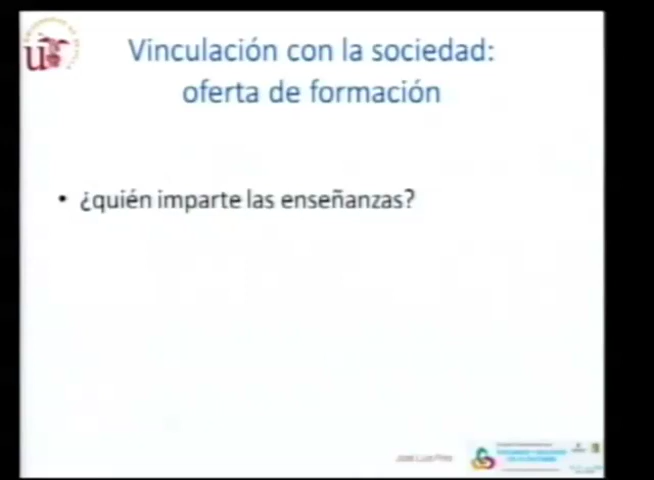 Vinculación con la sociedad:
oferta de formación
• ¿quién imparte las enseñanzas?